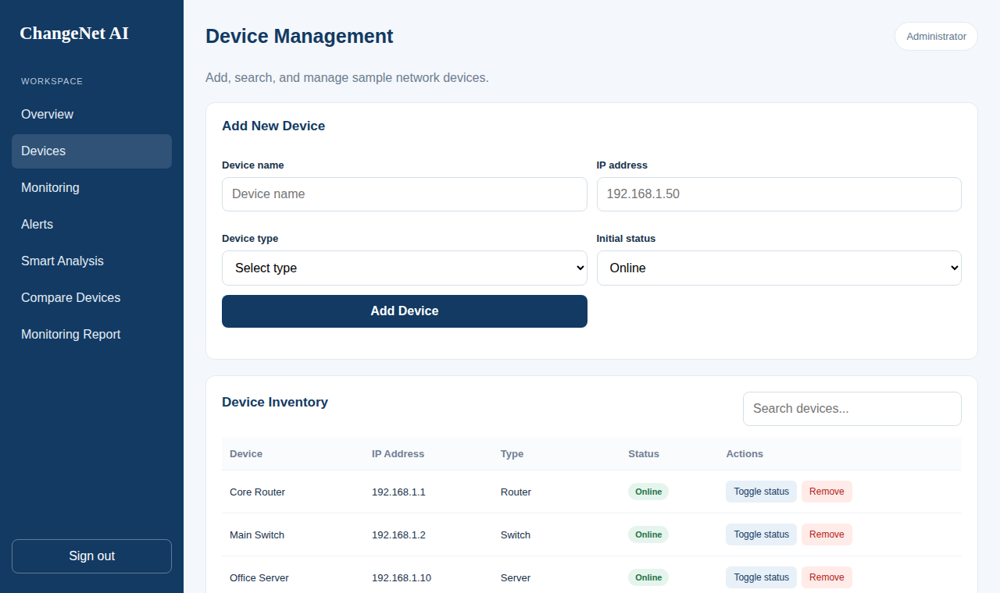 ChangeNet AI
WORKSPACE
Overview
Devices
Monitoring
Alerts
Smart Analysis
Compare Devices
Monitoring Report
Sign out
Device Management
Administrator
Add, search, and manage sample network devices.
Add New Device
Device name IP address
Device name 192.168.1.50
Device type Initial status
Select type Online
Add Device
Device Inventory Search devices...
Device IP Address Type Status Actions
Core Router 192.168.1.1 Router Online Toggle status Remove
Main Switch 192.168.1.2 Switch Online Toggle status Remove
Office Server 192.168.1.10 Server Online Toggle status Remove